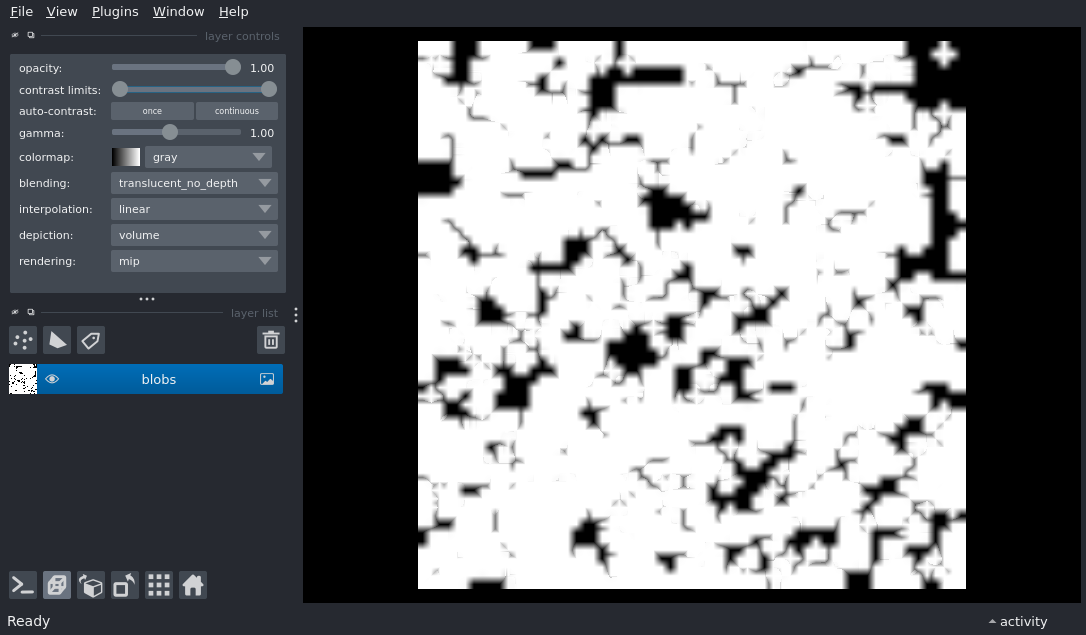 File View Plugins Window Help
layer controls
opacity: 1.00
contrast limits:
auto-contrast: once continuous
gamma: 1.00
colormap: gray
blending: translucent_no_depth
interpolation: linear
depiction: volume
rendering: mip
layer list
blobs
Ready activity